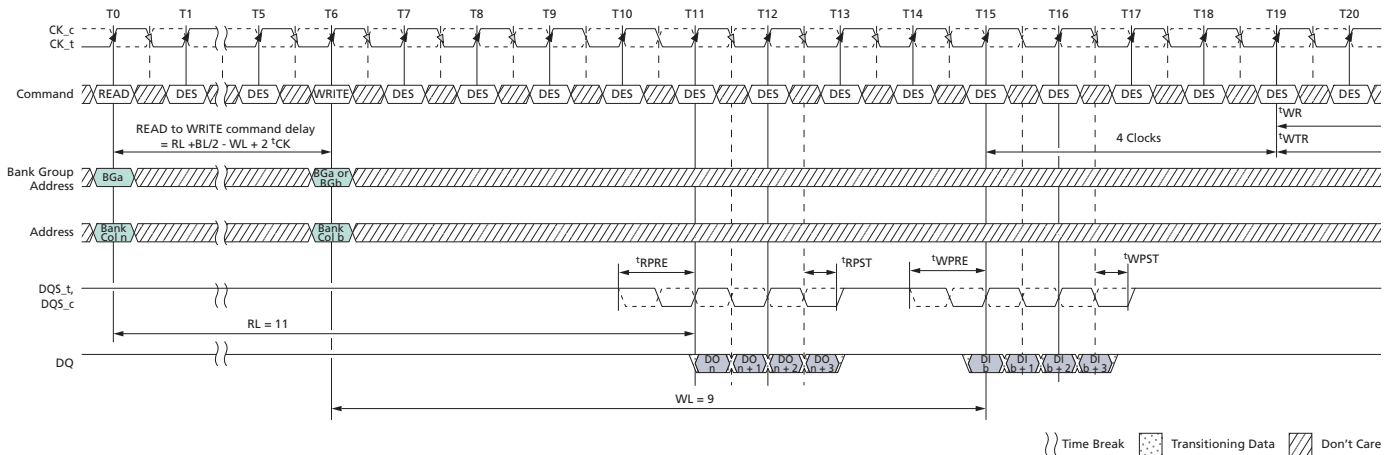 T0 T1 T5 T6 T7 T8 T9 T10 T11 T12 T13 T14 T15 T16 T17 T18 T19 T20
CK_c
CK_t
Command READ DES DES WRITE DES DES DES DES DES DES DES DES DES DES DES DES DES DES
READ to WRITE command delay
= RL +BL/2 - WL + 2 tCK
4 Clocks
tWR
tWTR
Bank Group
Address
BGa
BGa or
BGb
Address
Bank
Col n
Bank
Col b
tRPRE tRPST tWPRE tWPST
DQS_t,
DQS_c
RL = 11
DQ
DO
n
DO
n + 1
DO
n + 2
DO
n + 3
DI
b
DI
b + 1
DI
b + 2
DI
b + 3
WL = 9
Time Break Transitioning Data Don't Care